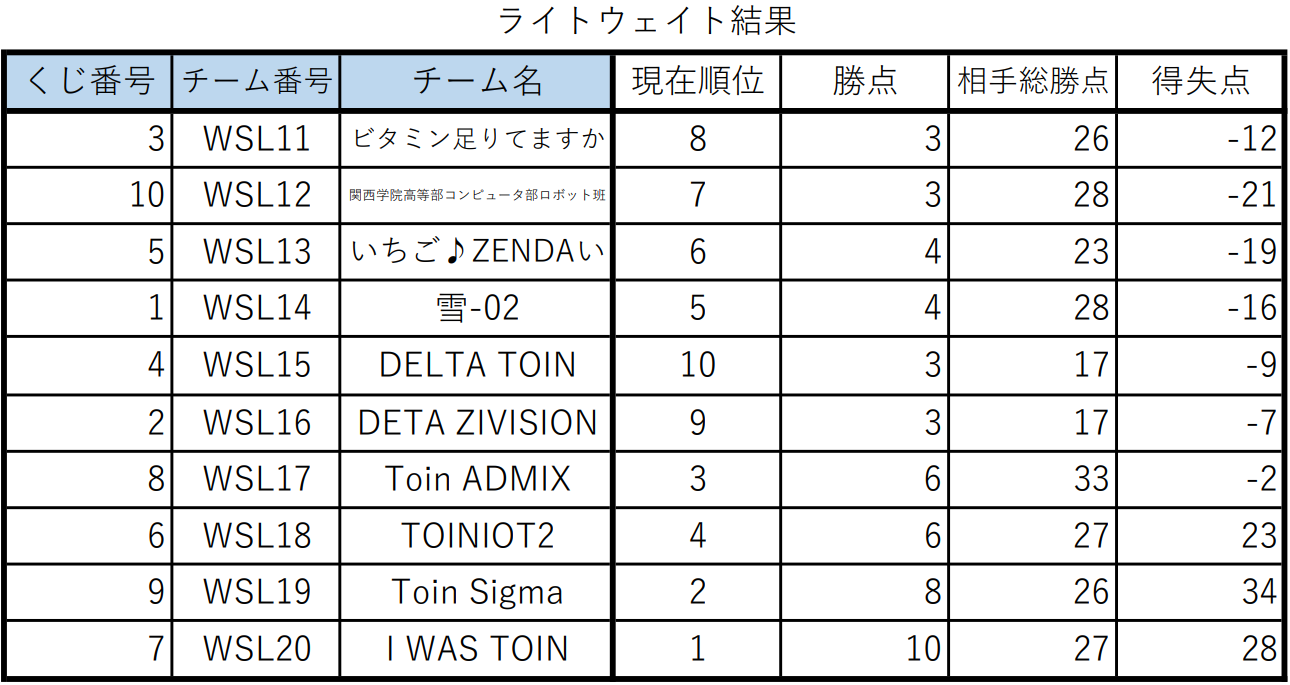 ライトウェイト結果
くじ番号 チーム番号 チーム名 現在順位 勝点 相手総勝点 得失点
3 WSL11 ビタミン足りてますか 8 3 26 -12
10 WSL12 関西学院高等部コンピュータ部ロボット班 7 3 28 -21
5 WSL13 いちご♪ZENDAい 6 4 23 -19
1 WSL14 雪-02 5 4 28 -16
4 WSL15 DELTA TOIN 10 3 17 -9
2 WSL16 DETA ZIVISION 9 3 17 -7
8 WSL17 Toin ADMIX 3 6 33 -2
6 WSL18 TOINIOT2 4 6 27 23
9 WSL19 Toin Sigma 2 8 26 34
7 WSL20 I WAS TOIN 1 10 27 28